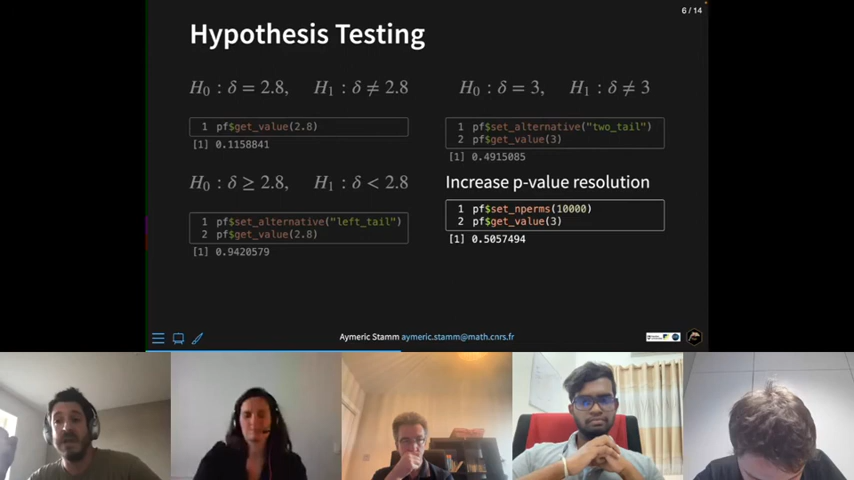 6 / 14
Hypothesis Testing
H₀ : δ = 2.8, H₁ : δ ≠ 2.8
1 pf$get_value(2.8)
[1] 0.1158841
H₀ : δ ≥ 2.8, H₁ : δ < 2.8
1 pf$set_alternative("left_tail")
2 pf$get_value(2.8)
[1] 0.9420579
H₀ : δ = 3, H₁ : δ ≠ 3
1 pf$set_alternative("two_tail")
2 pf$get_value(3)
[1] 0.4915085
Increase p-value resolution
1 pf$set_nperms(10000)
2 pf$get_value(3)
[1] 0.5057494
Aymeric Stamm aymeric.stamm@math.cnrs.fr